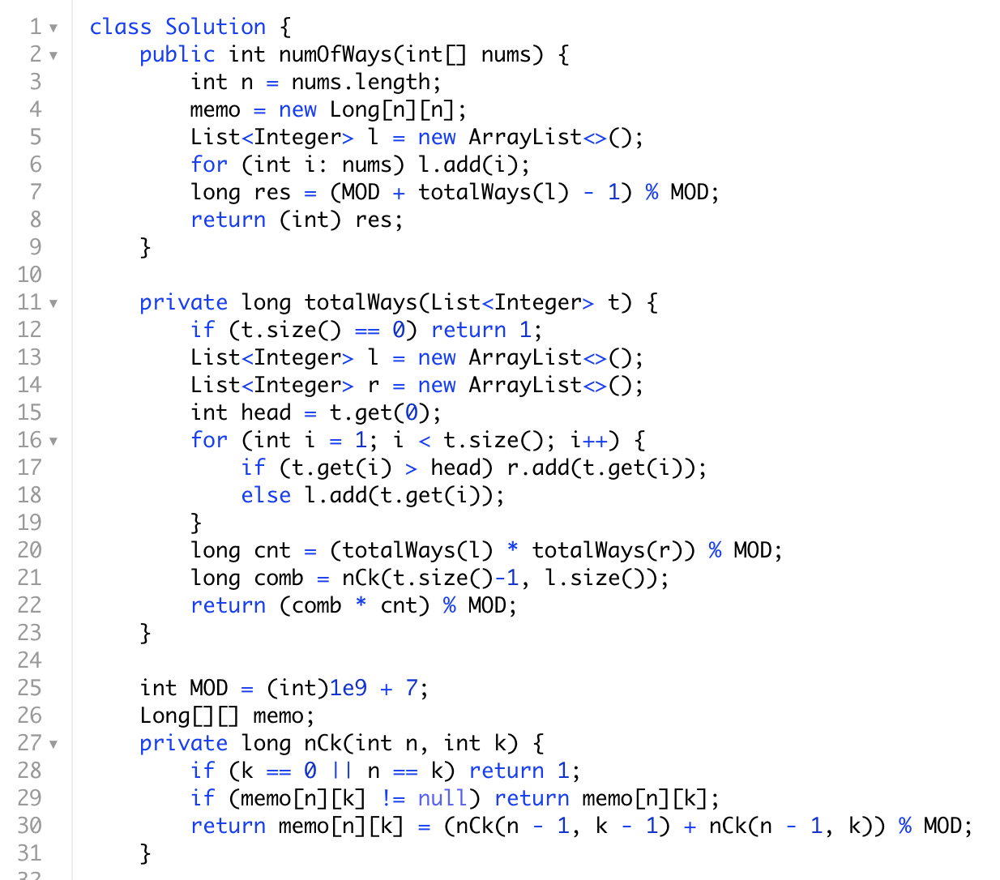 1 class Solution {
2 public int numOfWays(int[] nums) {
3 int n = nums.length;
4 memo = new Long[n][n];
5 List<Integer> l = new ArrayList<>();
6 for (int i: nums) l.add(i);
7 long res = (MOD + totalWays(l) - 1) % MOD;
8 return (int) res;
9 }
10
11 private long totalWays(List<Integer> t) {
12 if (t.size() == 0) return 1;
13 List<Integer> l = new ArrayList<>();
14 List<Integer> r = new ArrayList<>();
15 int head = t.get(0);
16 for (int i = 1; i < t.size(); i++) {
17 if (t.get(i) > head) r.add(t.get(i));
18 else l.add(t.get(i));
19 }
20 long cnt = (totalWays(l) * totalWays(r)) % MOD;
21 long comb = nCk(t.size()-1, l.size());
22 return (comb * cnt) % MOD;
23 }
24
25 int MOD = (int)1e9 + 7;
26 Long[][] memo;
27 private long nCk(int n, int k) {
28 if (k == 0 || n == k) return 1;
29 if (memo[n][k] != null) return memo[n][k];
30 return memo[n][k] = (nCk(n - 1, k - 1) + nCk(n - 1, k)) % MOD;
31 }
32